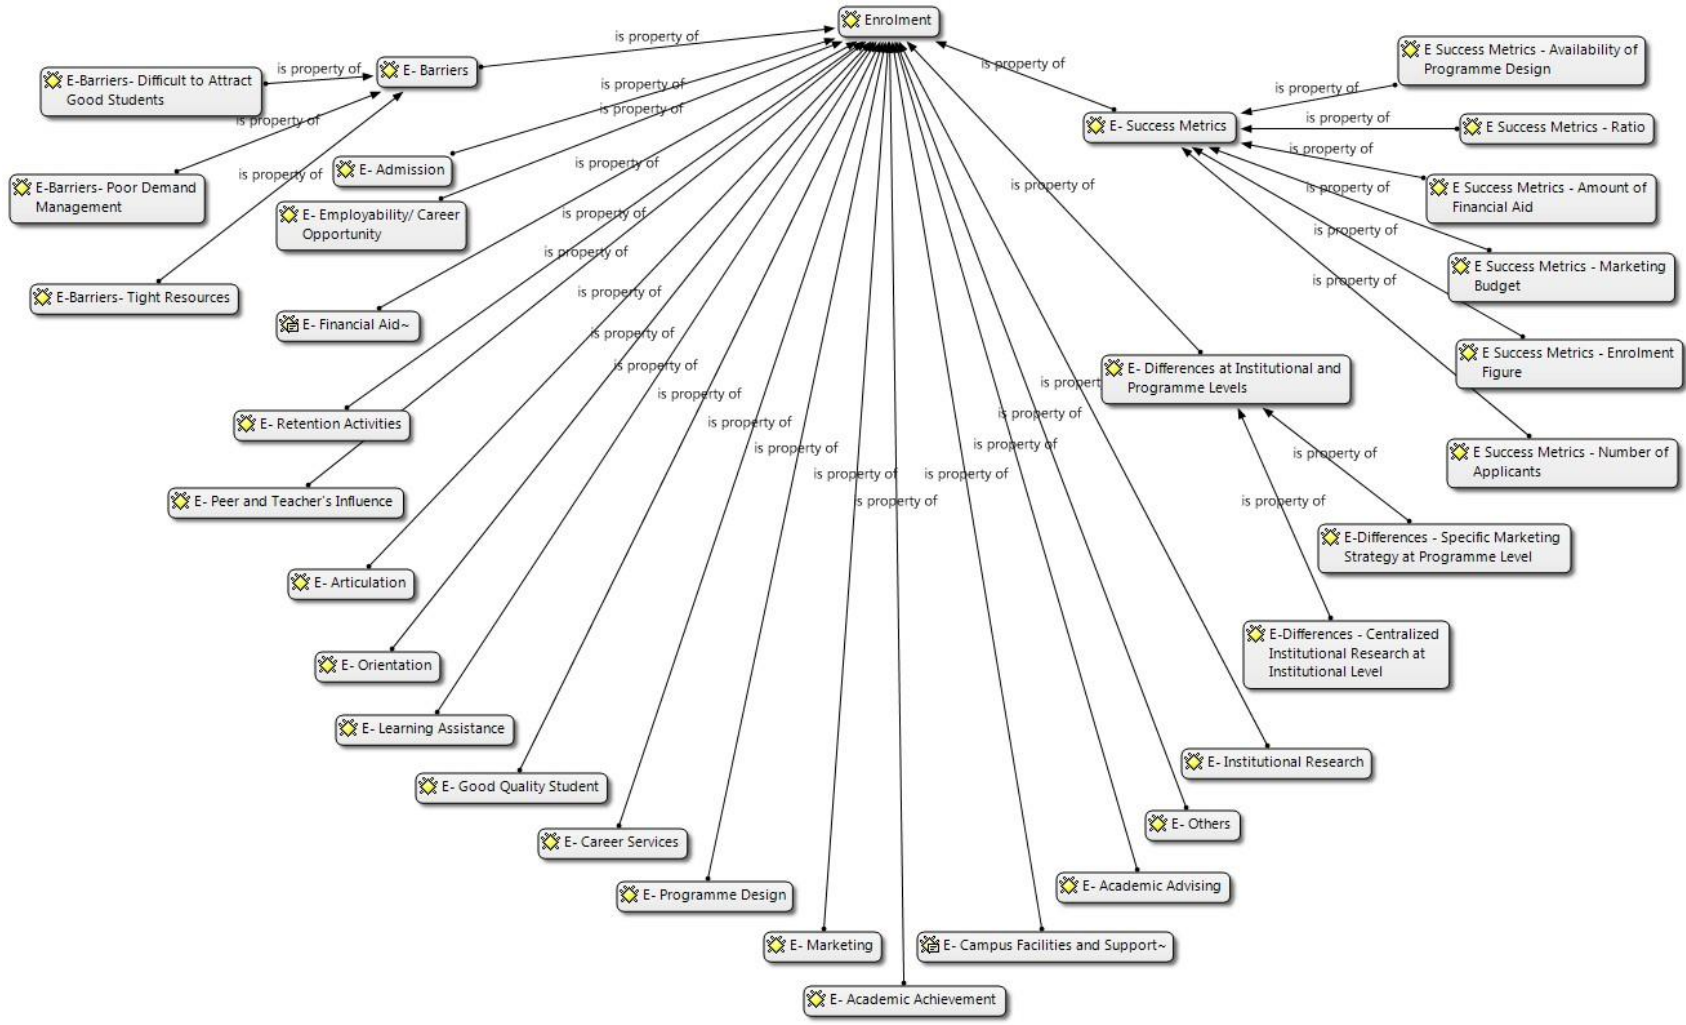 Enrolment
is property of
E Success Metrics - Availability of
Programme Design
is property of
E- Barriers
is property of
E-Barriers- Difficult to Attract
Good Students
is property of
is property of
is property of
is property of
is property of
E- Success Metrics
is property of
E Success Metrics - Ratio
is property of
is property of
E- Admission
is property of
is property of
E-Barriers- Poor Demand
Management
is property of
is property of
E Success Metrics - Amount of
Financial Aid
E- Employability/ Career
Opportunity
is property of
is property of
is property of
E Success Metrics - Marketing
Budget
is property of
E-Barriers- Tight Resources
is property of
E- Financial Aid~
is property of
E Success Metrics - Enrolment
Figure
is property of
E- Differences at Institutional and
Programme Levels
is propert
is property of
is property of
E- Retention Activities
is property of
is property of
is property of
is property of
E Success Metrics - Number of
Applicants
is property of
is property of
is property of
E- Peer and Teacher's Influence
is property of
is property of
E-Differences - Specific Marketing
Strategy at Programme Level
E- Articulation
E-Differences - Centralized
Institutional Research at
Institutional Level
E- Orientation
E- Learning Assistance
E- Institutional Research
E- Good Quality Student
E- Others
E- Career Services
E- Academic Advising
E- Programme Design
E- Marketing
E- Campus Facilities and Support~
E- Academic Achievement